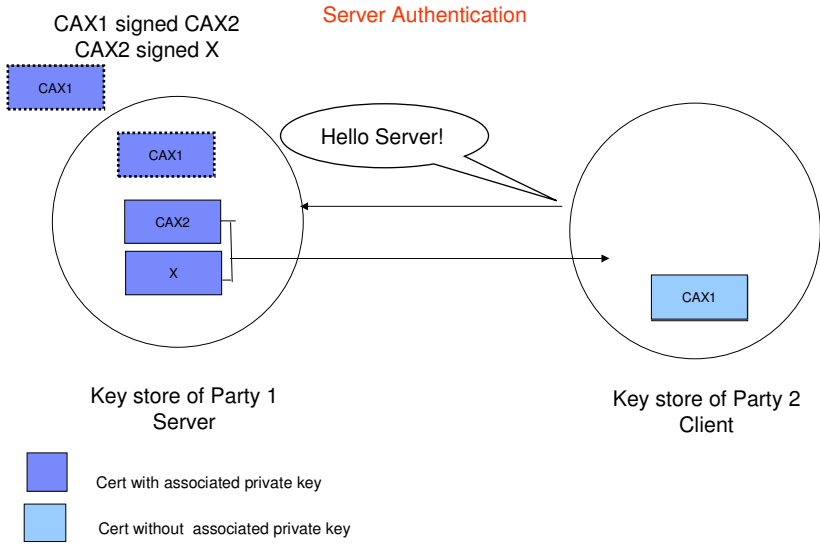 Server Authentication
CAX1 signed CAX2
CAX2 signed X
CAX1
Hello Server!
CAX1
CAX2
X
CAX1
Key store of Party 1
Server
Key store of Party 2
Client
Cert with associated private key
Cert without  associated private key